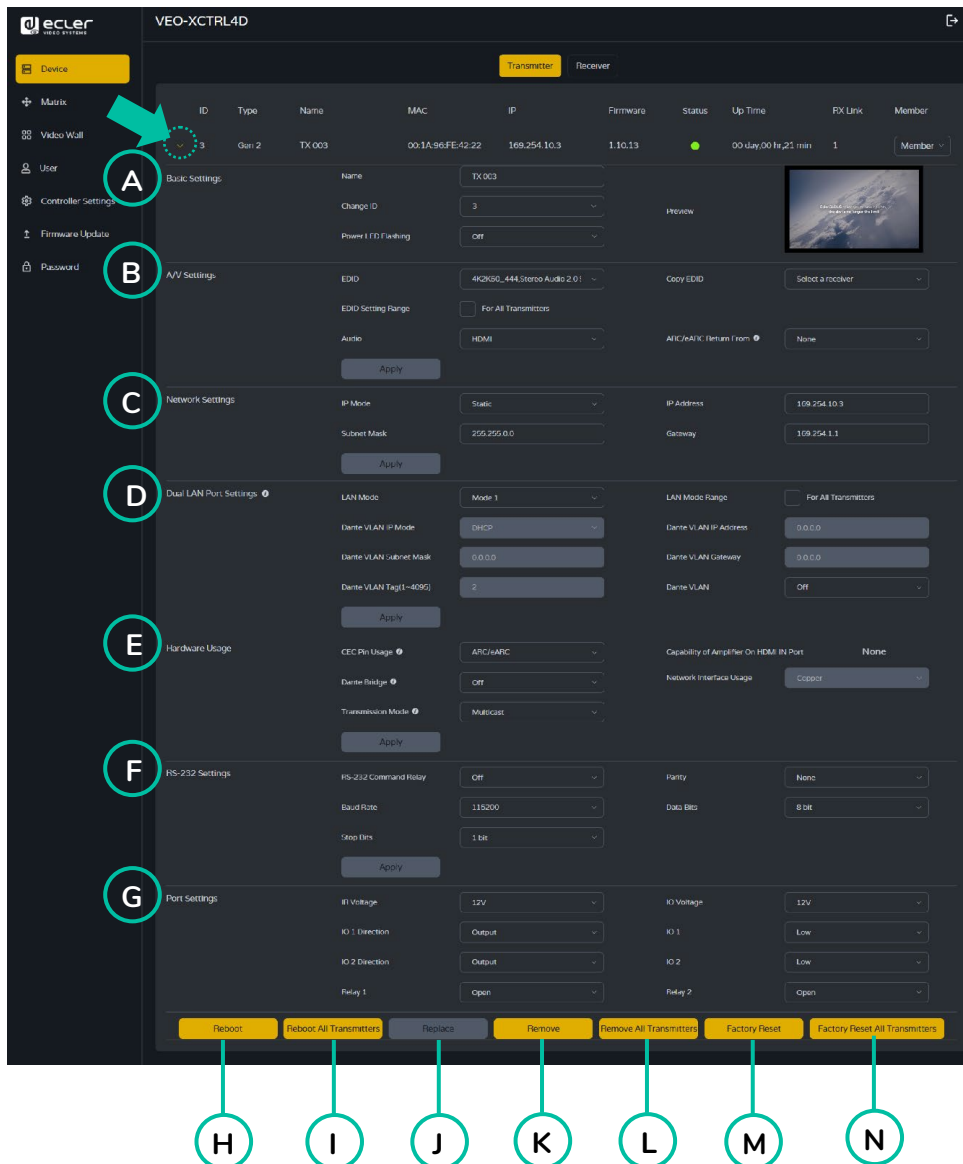 ecler
VIDEO SYSTEMS
VEO-XCTRL4D
Device
Matrix
Video Wall
User
Controller Settings
Firmware Update
Password
Transmitter Receiver
ID Type Name MAC IP Firmware Status Up Time RX Link Member
3 Gen 2 TX 003 00:1A:96:FE:42:22 169.254.10.3 1.10.13 00 day,00 hr,21 min 1 Member
A
Basic Settings Name TX 003
Change ID 3 Preview
Power LED Flashing Off
B
A/V Settings EDID 4K2K60_444,Stereo Audio 2.0 Copy EDID Select a receiver
EDID Setting Range For All Transmitters
Audio HDMI ARC/eARC Return From None
Apply
C
Network Settings IP Mode Static IP Address 169.254.10.3
Subnet Mask 255.255.0.0 Gateway 169.254.1.1
Apply
D
Dual LAN Port Settings LAN Mode Mode 1 LAN Mode Range For All Transmitters
Dante VLAN IP Mode DHCP Dante VLAN IP Address 0.0.0.0
Dante VLAN Subnet Mask 0.0.0.0 Dante VLAN Gateway 0.0.0.0
Dante VLAN Tag(1~4095) 2 Dante VLAN Off
Apply
E
Hardware Usage CEC Pin Usage ARC/eARC Capability of Amplifier On HDMI IN Port None
Dante Bridge Off Network Interface Usage Copper
Transmission Mode Multicast
Apply
F
RS-232 Settings RS-232 Command Relay Off Parity None
Baud Rate 115200 Data Bits 8 bit
Stop Bits 1 bit
Apply
G
Port Settings IR Voltage 12V IO Voltage 12V
IO 1 Direction Output IO 1 Low
IO 2 Direction Output IO 2 Low
Relay 1 Open Relay 2 Open
Reboot Reboot All Transmitters Replace Remove Remove All Transmitters Factory Reset Factory Reset All Transmitters
H I J K L M N